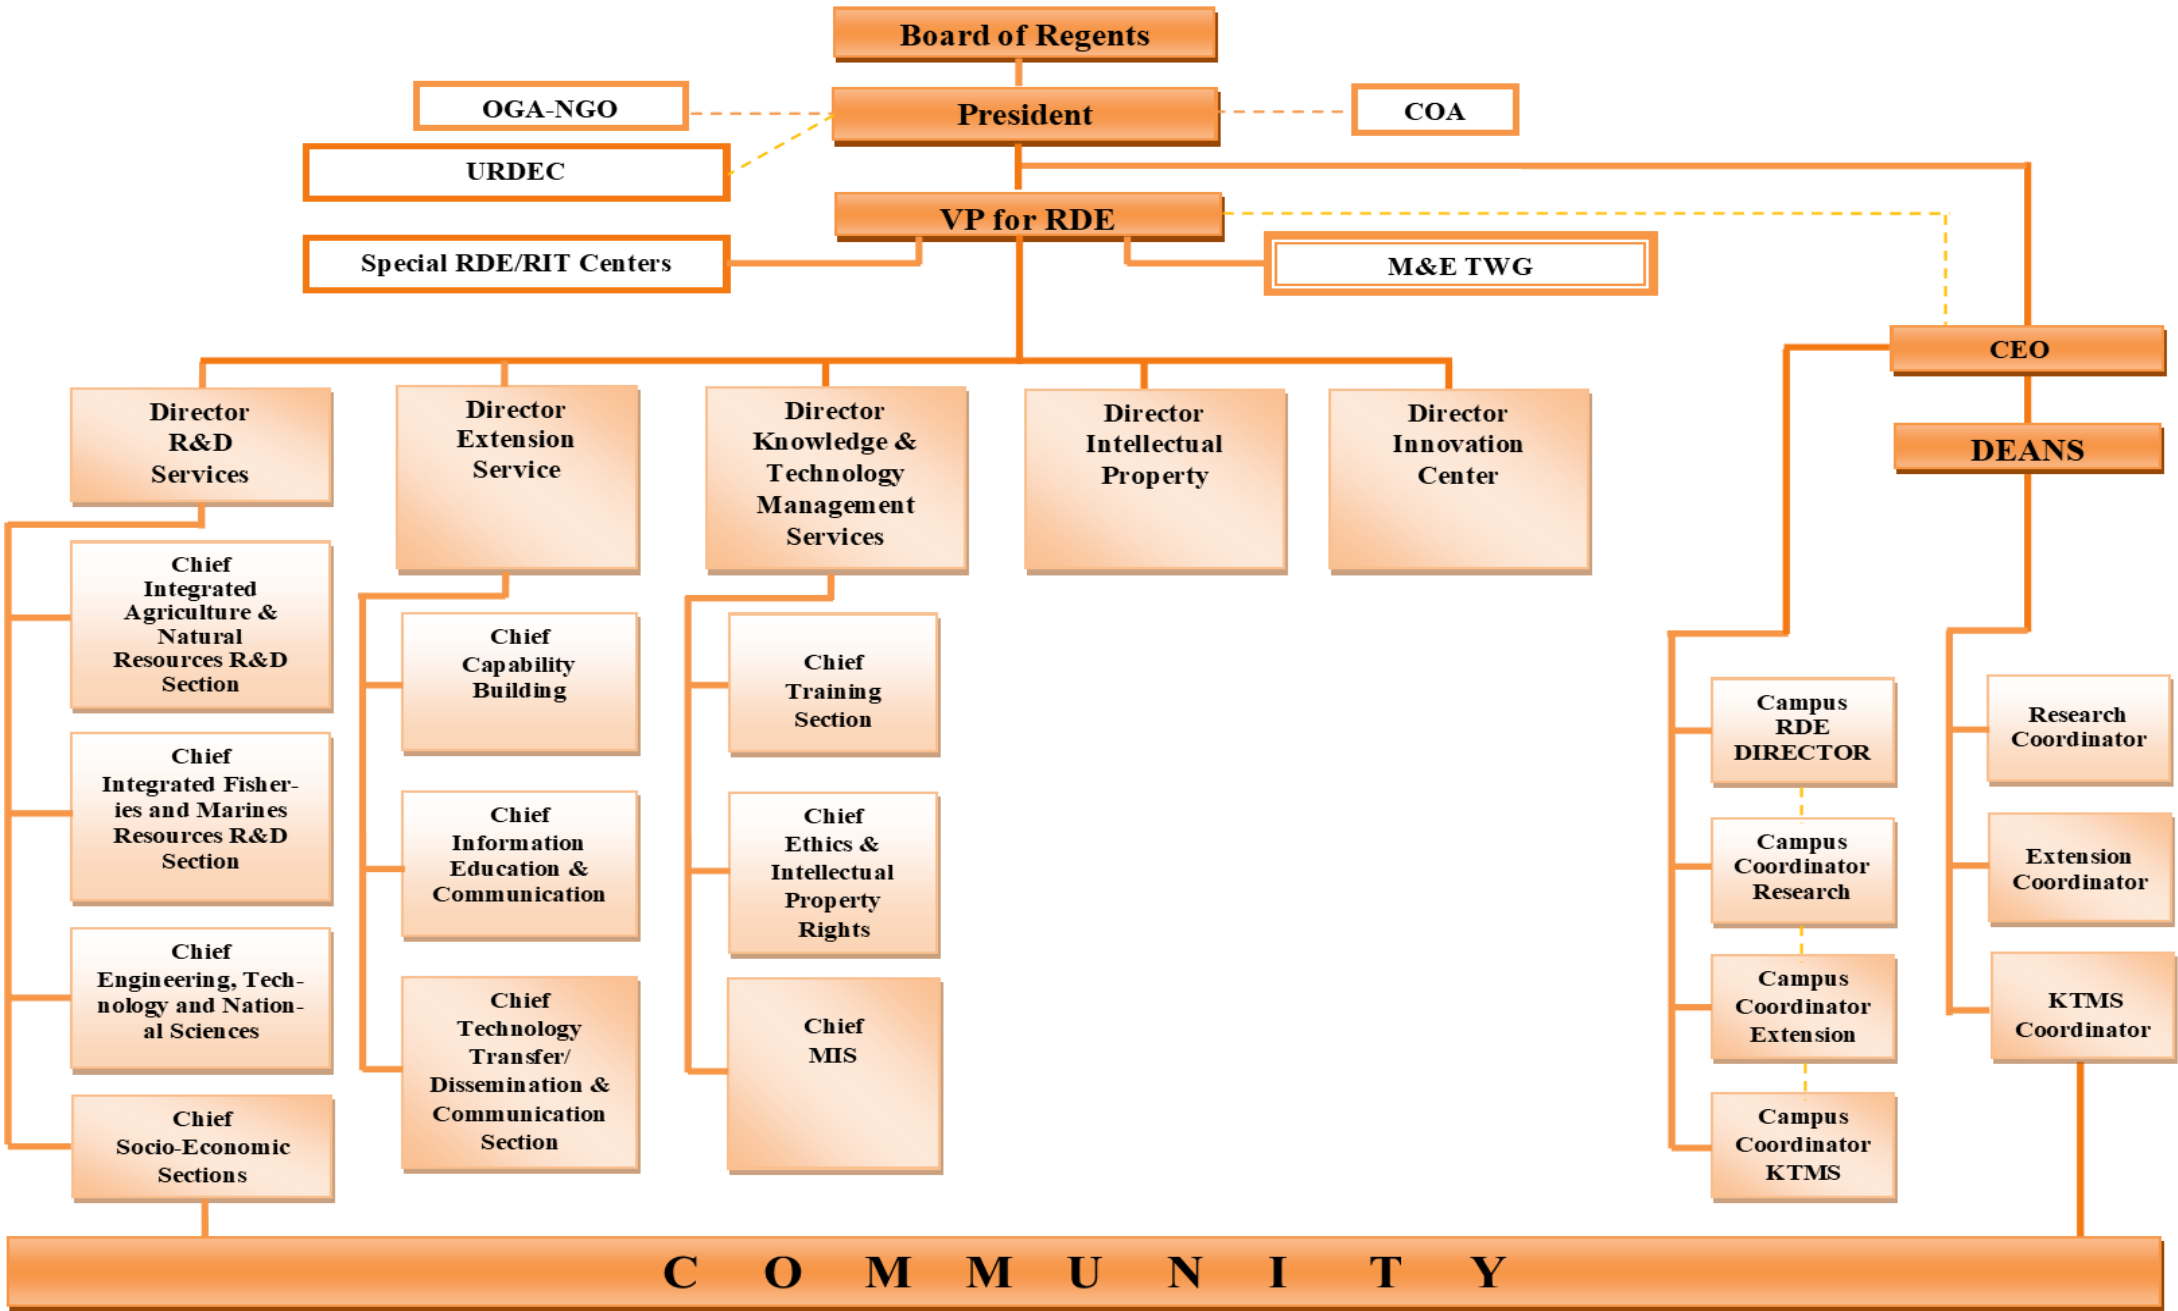 Board of Regents
OGA-NGO
President
COA
URDEC
VP for RDE
Special RDE/RIT Centers
M&E TWG
CEO
DEANS
Director
R&D
Services
Director
Extension
Service
Director
Knowledge &
Technology
Management
Services
Director
Intellectual
Property
Director
Innovation
Center
Chief
Integrated
Agriculture &
Natural
Resources R&D
Section
Chief
Integrated Fisher-
ies and Marines
Resources R&D
Section
Chief
Engineering, Tech-
nology and Nation-
al Sciences
Chief
Socio-Economic
Sections
Chief
Capability
Building
Chief
Information
Education &
Communication
Chief
Technology
Transfer/
Dissemination &
Communication
Section
Chief
Training
Section
Chief
Ethics &
Intellectual
Property
Rights
Chief
MIS
Campus
RDE
DIRECTOR
Campus
Coordinator
Research
Campus
Coordinator
Extension
Campus
Coordinator
KTMS
Research
Coordinator
Extension
Coordinator
KTMS
Coordinator
C O M M U N I T Y